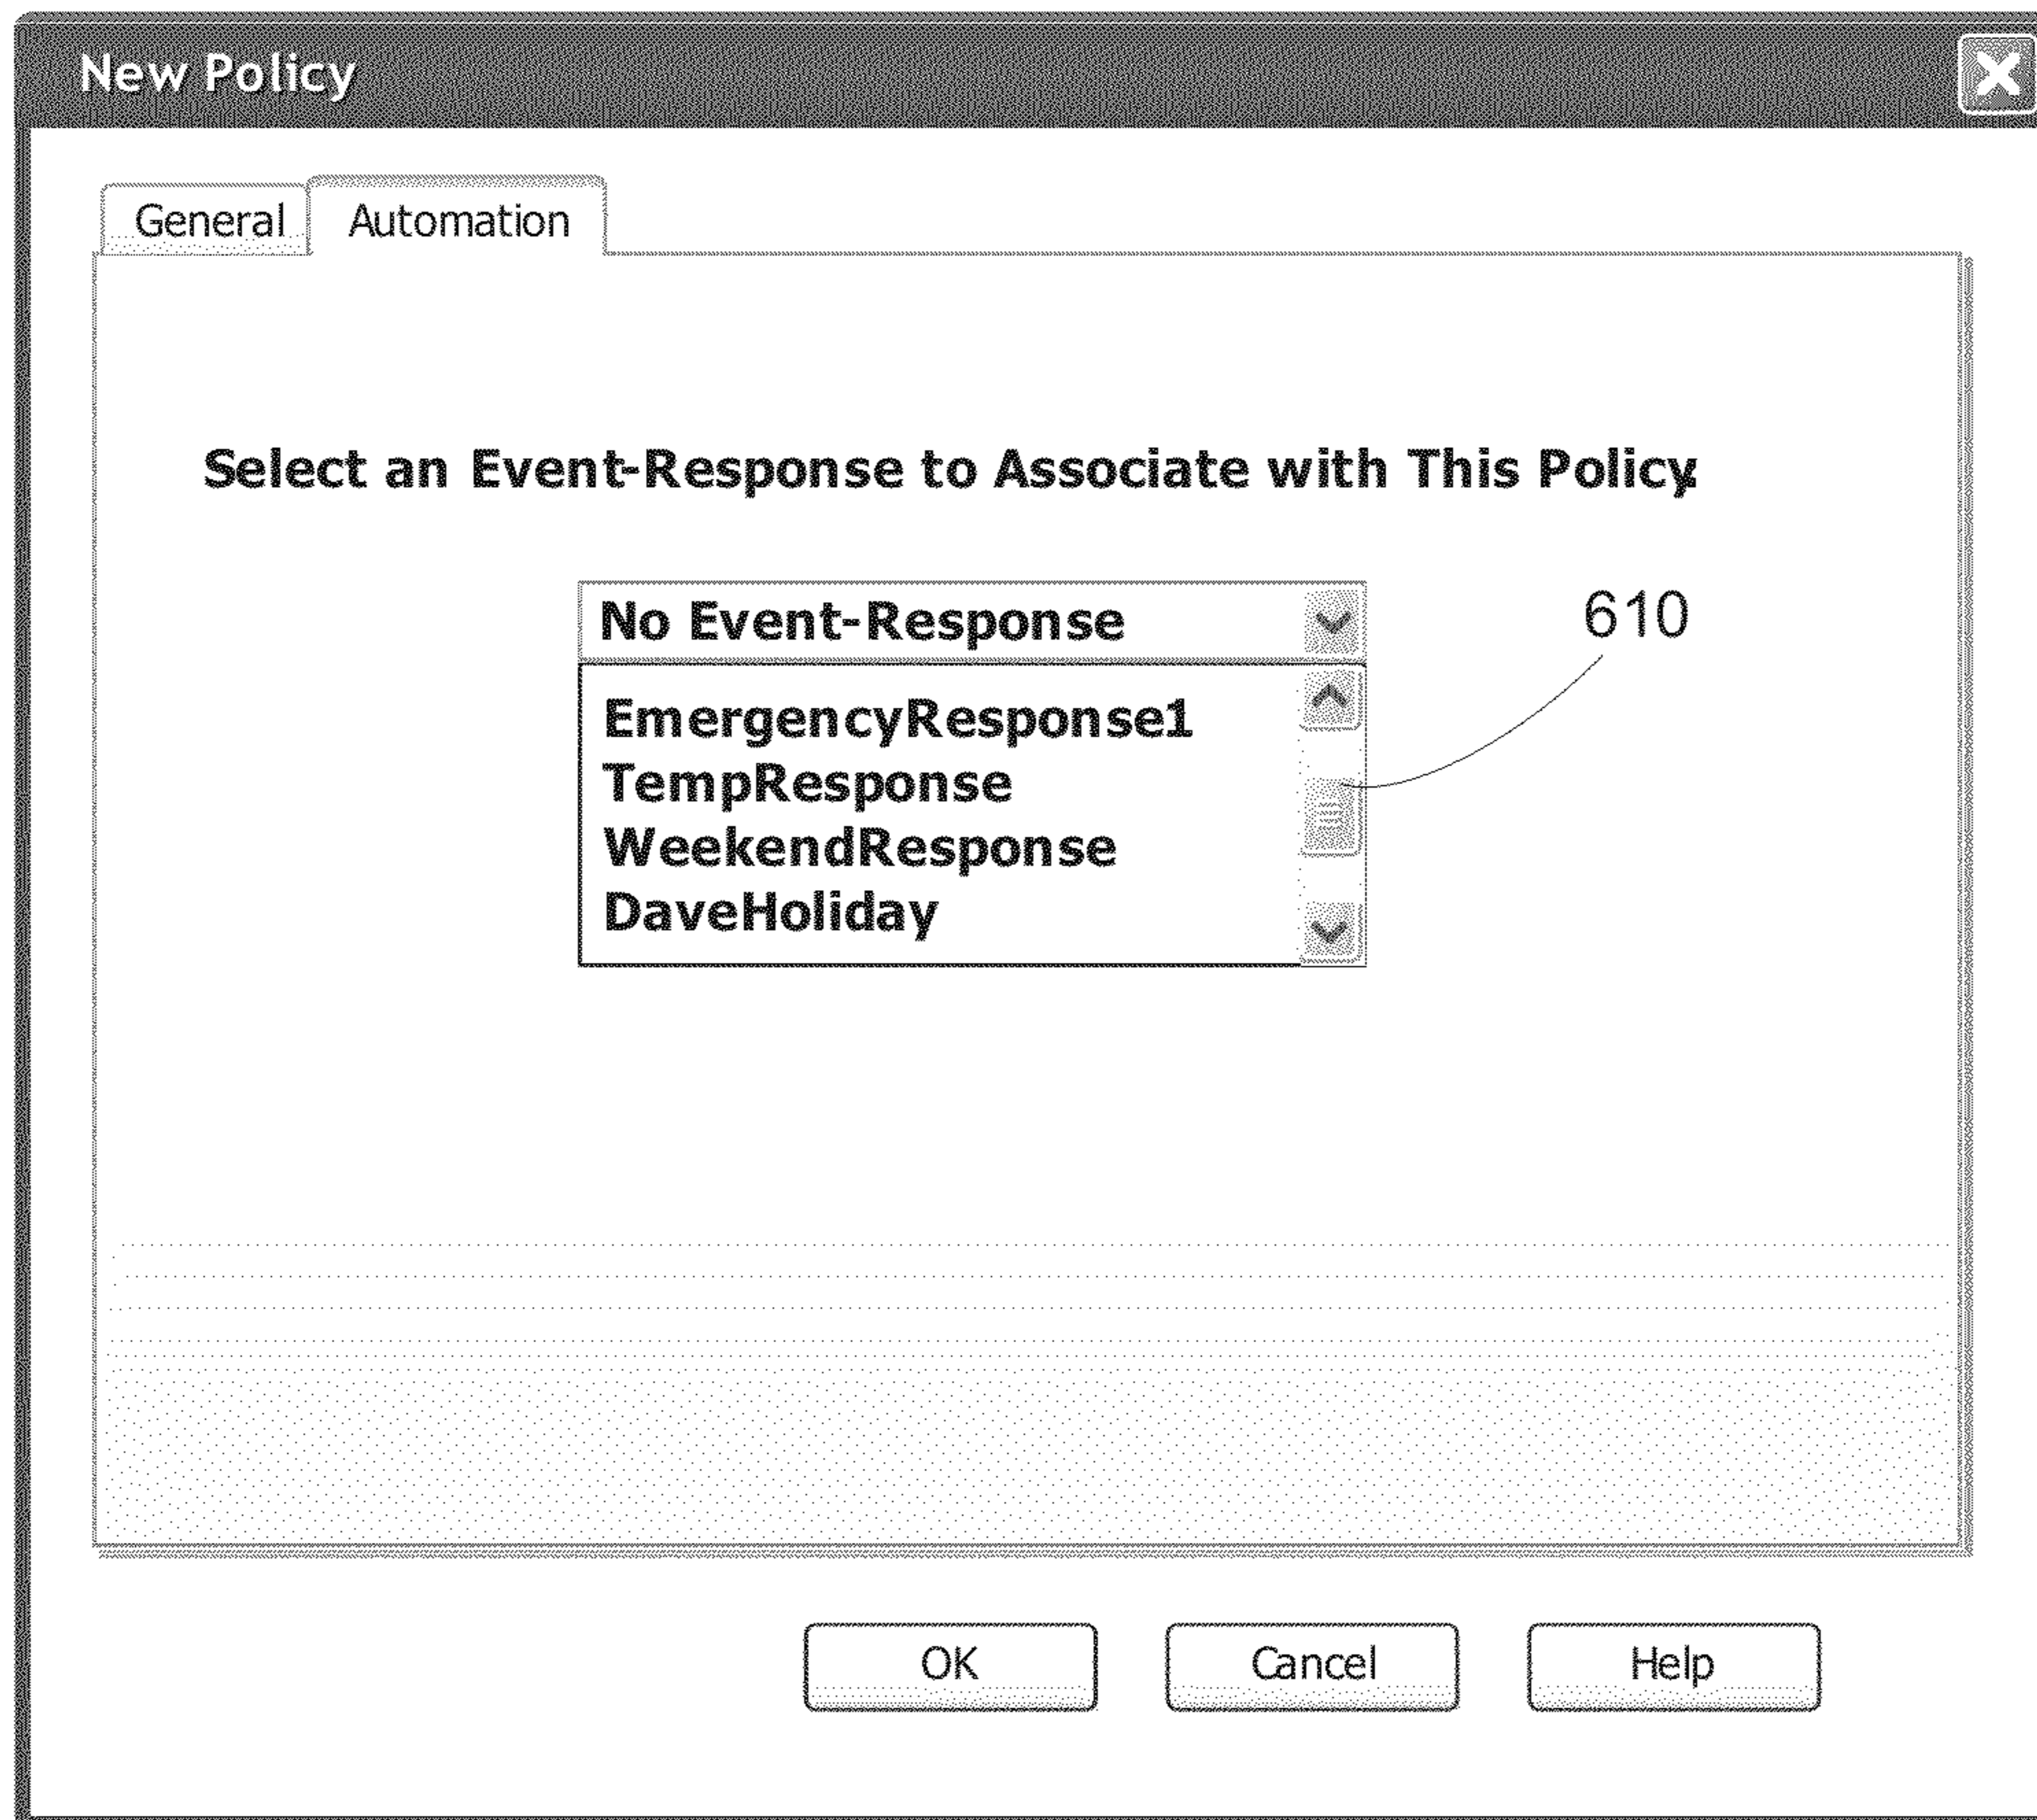 New Policy
General Automation
Select an Event-Response to Associate with This Policy:
No Event-Response
610
EmergencyResponse1
TempResponse
WeekendResponse
DaveHoliday
OK Cancel Help